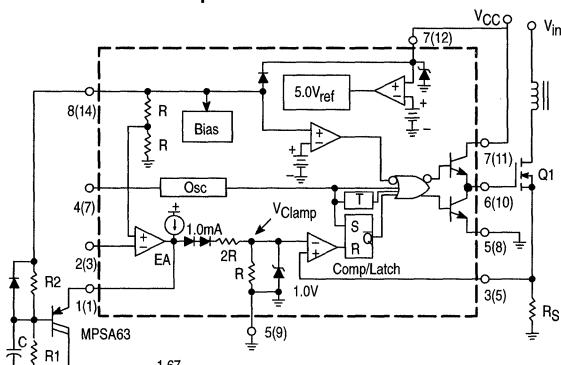 VCC
Vin
7(12)
8(14)
R
R
Bias
5.0Vref
+
–
+
–
+
–
+
–
7(11)
Q1
4(7)
Osc
T
6(10)
+
–
1.0mA
VClamp
S
Q
R
5(8)
2(3)
+
–
EA
2R
R
–
+
Comp/Latch
1.0V
3(5)
R2
1(1)
5(9)
RS
MPSA63
C
R1